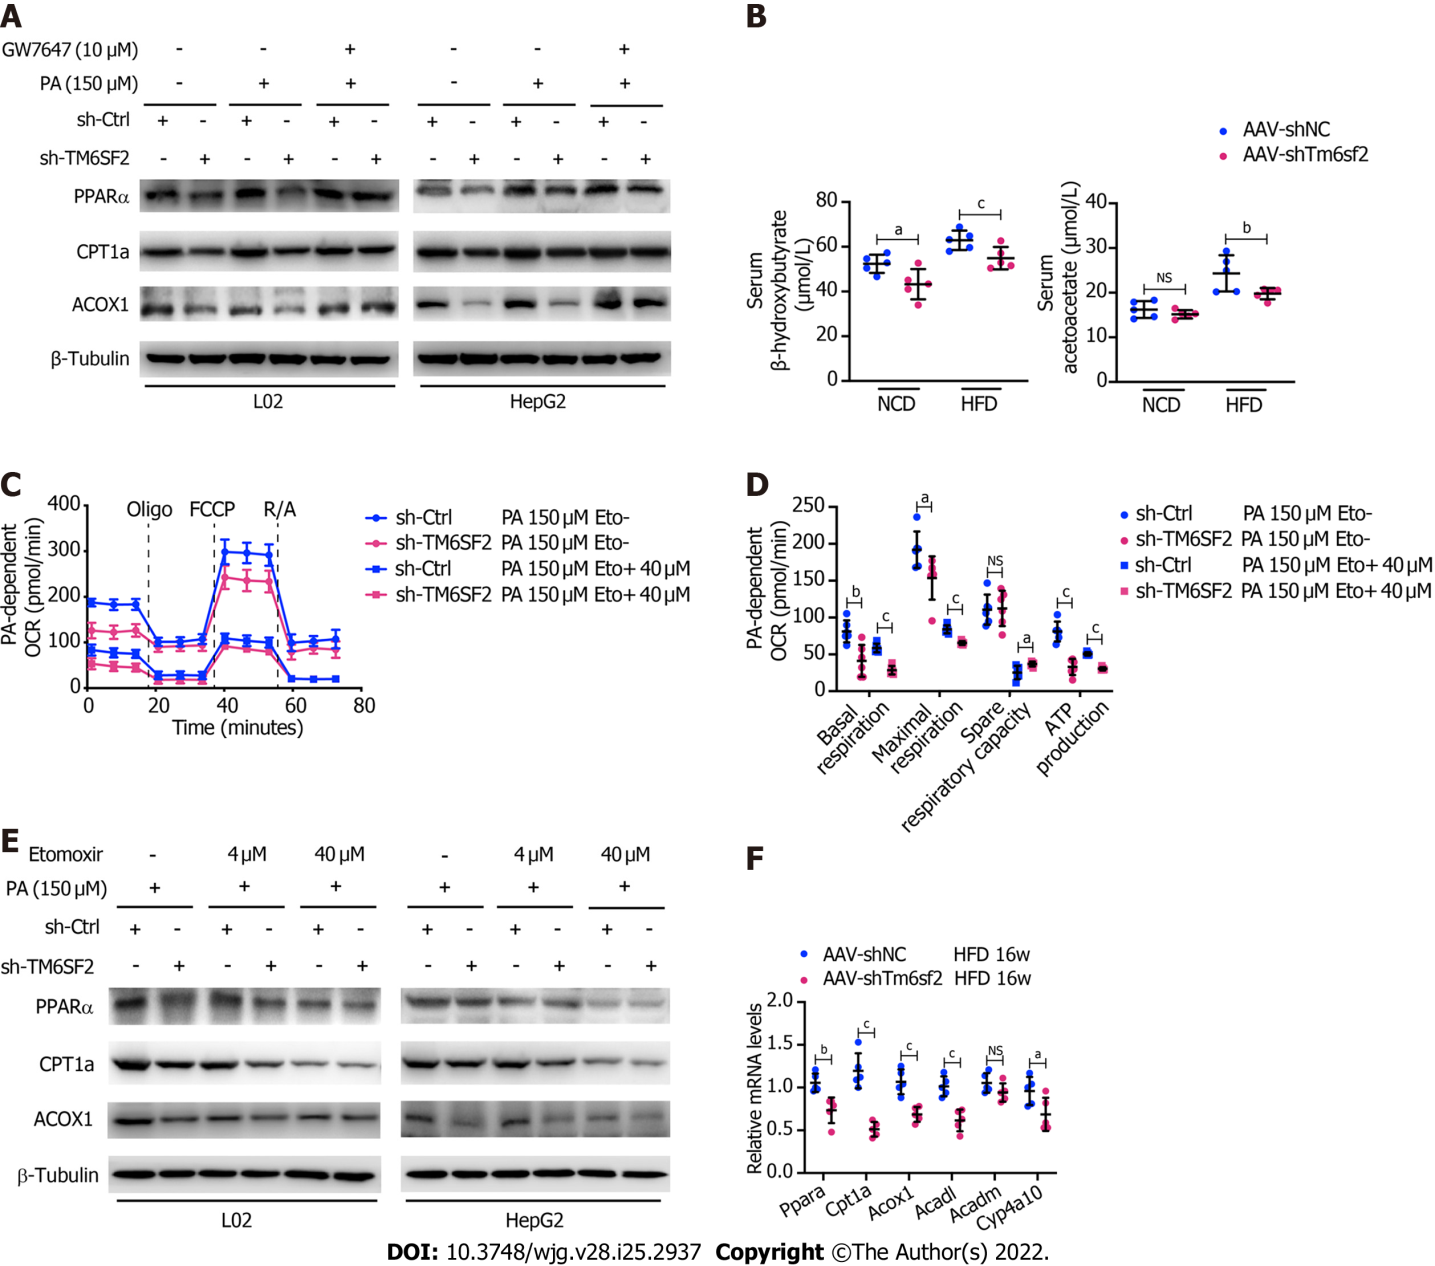 A
GW7647 (10 µM) - - + - - +
PA (150 µM) - + + - + +
sh-Ctrl + - + - + - + - + - + -
sh-TM6SF2 - + - + - + - + - + - +
PPARα
CPT1a
ACOX1
β-Tubulin
L02 HepG2
B
AAV-shNC
AAV-shTm6sf2
Serum
β-hydroxybutyrate
(µmol/L)
80
60
40
20
0
a
c
NCD HFD
Serum
acetoacetate (µmol/L)
40
30
20
10
0
NS
b
NCD HFD
C
PA-dependent
OCR (pmol/min)
400
300
200
100
0
Oligo FCCP R/A
0 20 40 60 80
Time (minutes)
sh-Ctrl PA 150 µM Eto-
sh-TM6SF2 PA 150 µM Eto-
sh-Ctrl PA 150 µM Eto+ 40 µM
sh-TM6SF2 PA 150 µM Eto+ 40 µM
D
PA-dependent
OCR (pmol/min)
250
200
150
100
50
0
b c a c NS a c c
Basal
respiration
Maximal
respiration
Spare
respiratory capacity
ATP
production
sh-Ctrl PA 150 µM Eto-
sh-TM6SF2 PA 150 µM Eto-
sh-Ctrl PA 150 µM Eto+ 40 µM
sh-TM6SF2 PA 150 µM Eto+ 40 µM
E
Etomoxir - 4 µM 40 µM - 4 µM 40 µM
PA (150 µM) + + + + + +
sh-Ctrl + - + - + - + - + - + -
sh-TM6SF2 - + - + - + - + - + - +
PPARα
CPT1a
ACOX1
β-Tubulin
L02 HepG2
F
AAV-shNC HFD 16w
AAV-shTm6sf2 HFD 16w
Relative mRNA levels
2.0
1.5
1.0
0.5
0.0
b c c c NS a
Ppara Cpt1a Acox1 Acadl Acadm Cyp4a10
DOI: 10.3748/wjg.v28.i25.2937 Copyright ©The Author(s) 2022.